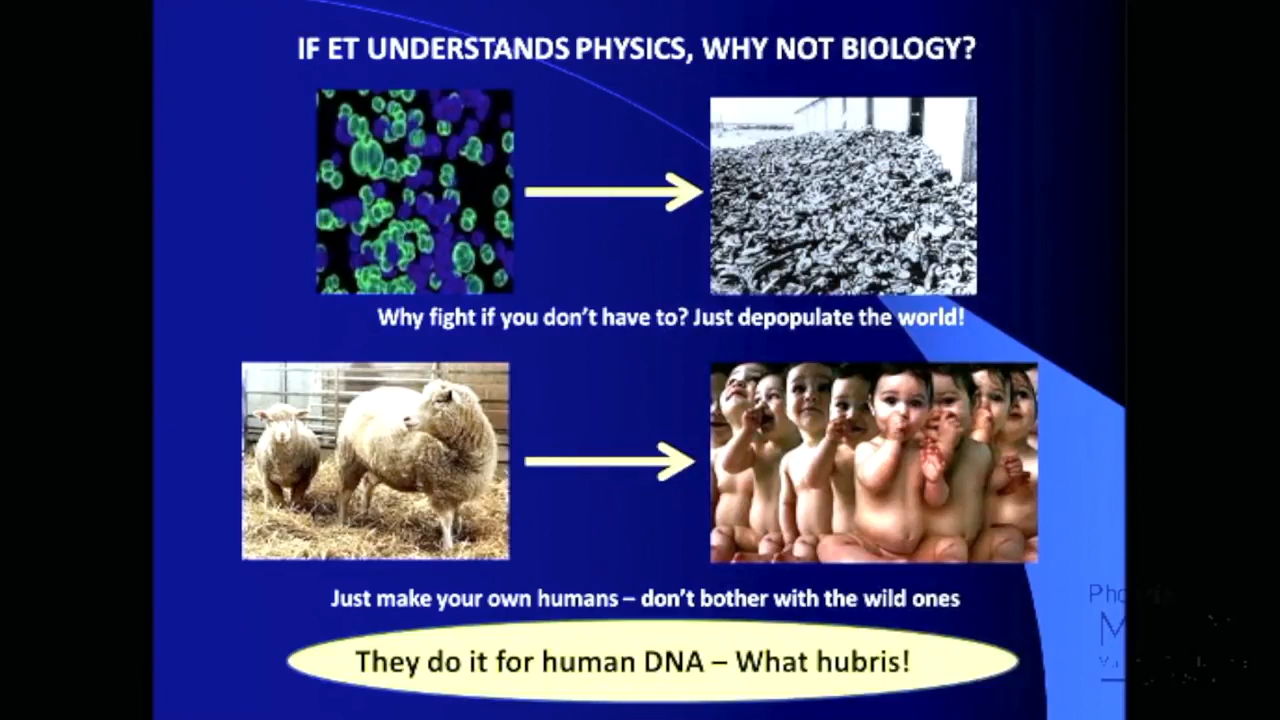 IF ET UNDERSTANDS PHYSICS, WHY NOT BIOLOGY?
Why fight if you don't have to? Just depopulate the world!
Just make your own humans – don't bother with the wild ones
They do it for human DNA – What hubris!